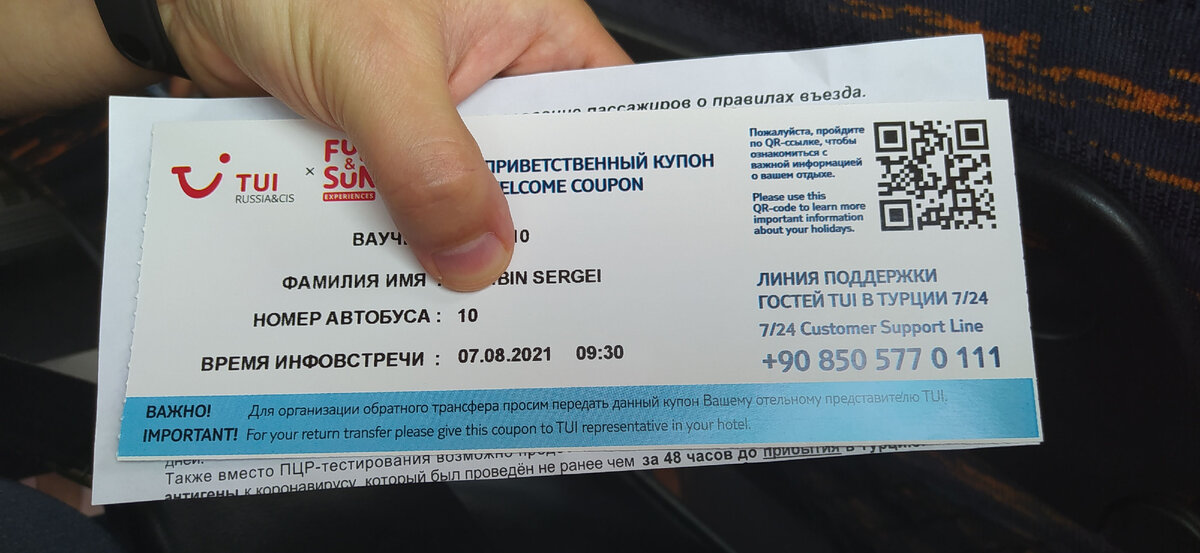 пассажиров о правилах въезда.
TUI
RUSSIA&CIS
×
&
SUN
EXPERIENCES
ПРИВЕТСТВЕННЫЙ КУПОН
ELCOME COUPON
Пожалуйста, пройдите
по QR-ссылке, чтобы
ознакомиться с
важной информацией
о вашем отдыхе.
Please use this
QR-code to learn more
important information
about your holidays.
ВАУЧ 10
ФАМИЛИЯ ИМЯ : BIN SERGEI
НОМЕР АВТОБУСА : 10
ВРЕМЯ ИНФОВСТРЕЧИ : 07.08.2021 09:30
ЛИНИЯ ПОДДЕРЖКИ
ГОСТЕЙ TUI В ТУРЦИИ 7/24
7/24 Customer Support Line
+90 850 577 0 111
ВАЖНО! Для организации обратного трансфера просим передать данный купон Вашему отельному представителю TUI.
IMPORTANT! For your return transfer please give this coupon to TUI representative in your hotel.
дней.
Также вместо ПЦР-тестирования возможно
антигены к коронавирусу, который был проведён не ранее чем за 48 часов до прибытия в